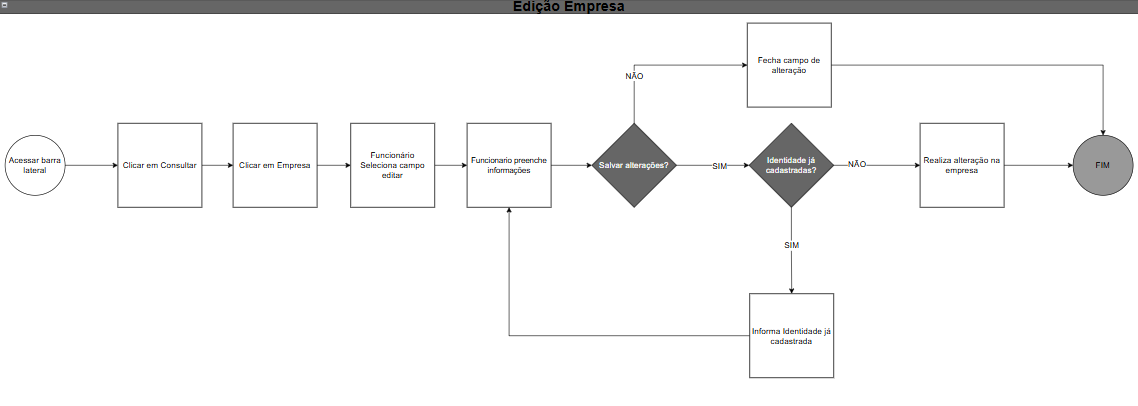 Edição Empresa
Fecha campo de
alteração
NÃO
Acessar barra
lateral
Clicar em Consultar
Clicar em Empresa
Funcionário
Seleciona campo
editar
Funcionario preenche
informações
Salvar alterações?
SIM
Identidade já
cadastradas?
NÃO
Realiza alteração na
empresa
FIM
SIM
Informa Identidade já
cadastrada